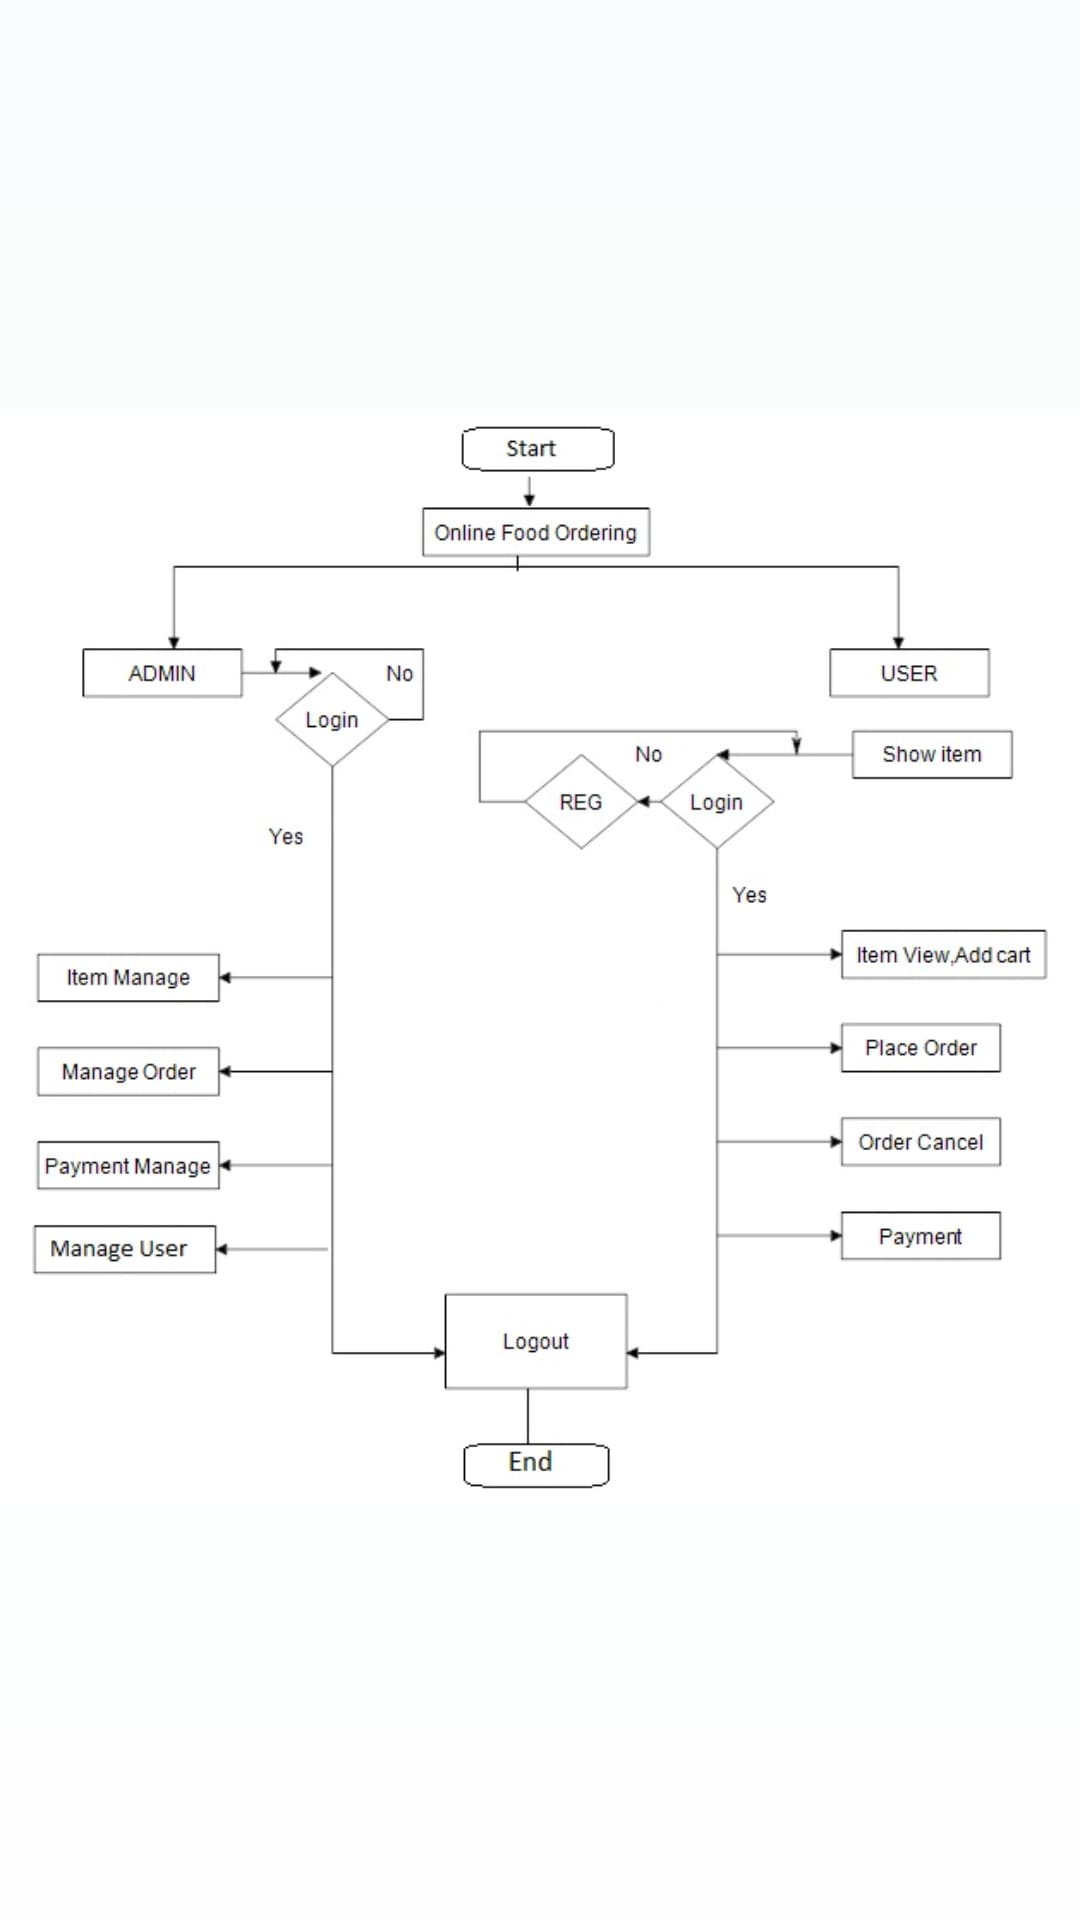 Start
Online Food Ordering
ADMIN
No
USER
Login
No
Show item
REG
Login
Yes
Yes
Item View,Add cart
Item Manage
Place Order
Manage Order
Order Cancel
Payment Manage
Payment
Manage User
Logout
End